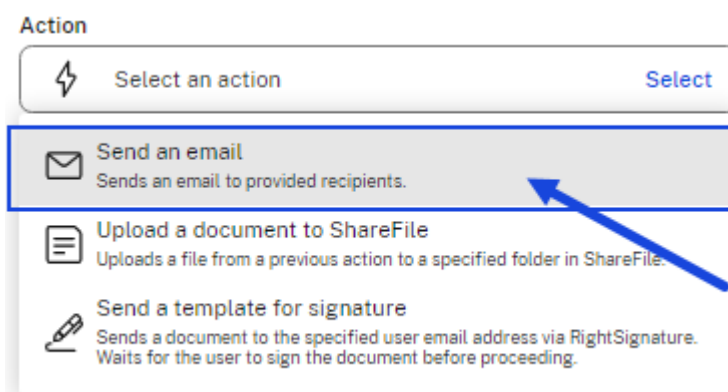 Action
Select an action Select
Send an email
Sends an email to provided recipients.
Upload a document to ShareFile
Uploads a file from a previous action to a specified folder in ShareFile.
Send a template for signature
Sends a document to the specified user email address via RightSignature.
Waits for the user to sign the document before proceeding.